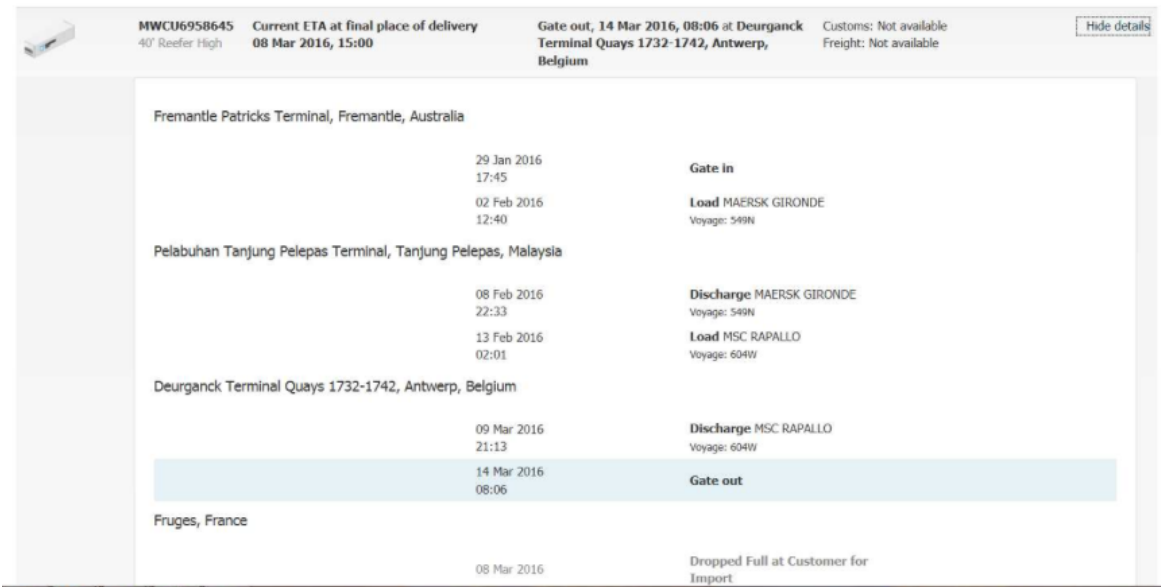 MWCU6958645
40' Reefer High
Current ETA at final place of delivery
08 Mar 2016, 15:00
Gate out, 14 Mar 2016, 08:06 at Deurganck
Terminal Quays 1732-1742, Antwerp,
Belgium
Customs: Not available
Freight: Not available
Hide details
Fremantle Patricks Terminal, Fremantle, Australia
29 Jan 2016
17:45
Gate in
02 Feb 2016
12:40
Load MAERSK GIRONDE
Voyage: 549N
Pelabuhan Tanjung Pelepas Terminal, Tanjung Pelepas, Malaysia
08 Feb 2016
22:33
Discharge MAERSK GIRONDE
Voyage: 549N
13 Feb 2016
02:01
Load MSC RAPALLO
Voyage: 604W
Deurganck Terminal Quays 1732-1742, Antwerp, Belgium
09 Mar 2016
21:13
Discharge MSC RAPALLO
Voyage: 604W
14 Mar 2016
08:06
Gate out
Fruges, France
08 Mar 2016
Dropped Full at Customer for
Import